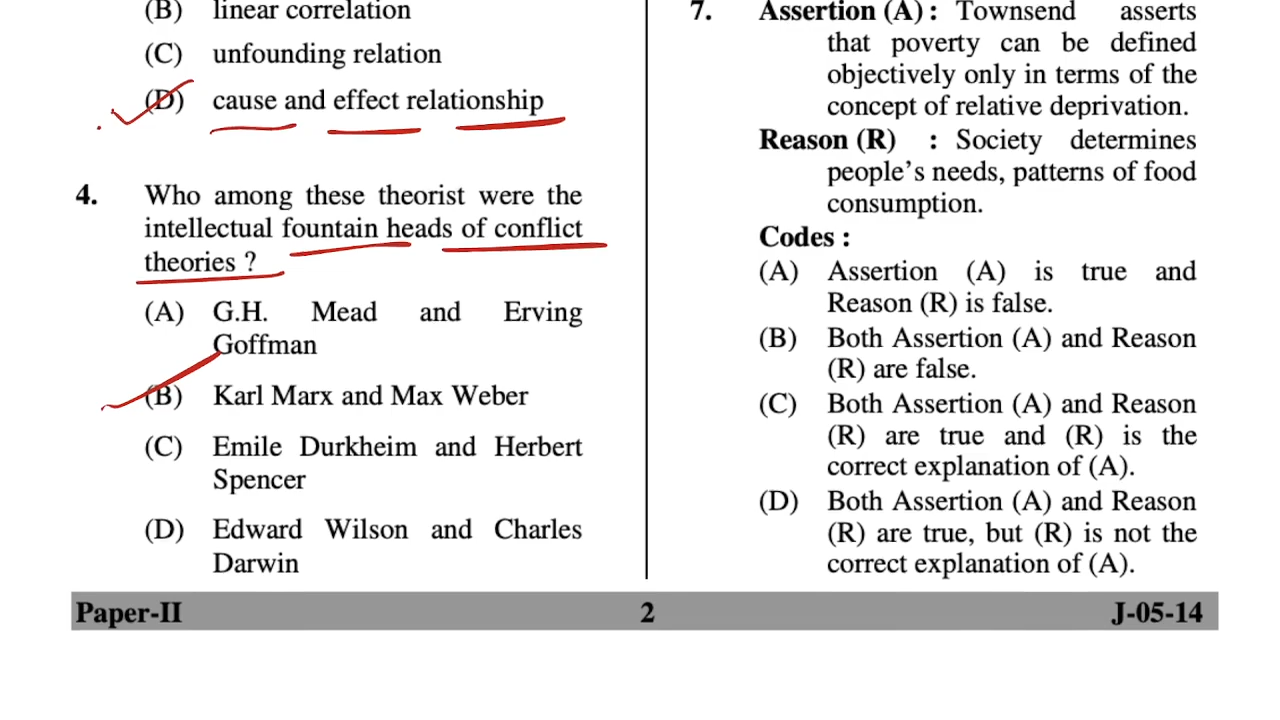 (B) linear correlation
(C) unfounding relation
(D) cause and effect relationship
4. Who among these theorist were the
intellectual fountain heads of conflict
theories ?
(A) G.H. Mead and Erving
Goffman
(B) Karl Marx and Max Weber
(C) Emile Durkheim and Herbert
Spencer
(D) Edward Wilson and Charles
Darwin
7. Assertion (A) : Townsend asserts
that poverty can be defined
objectively only in terms of the
concept of relative deprivation.
Reason (R) : Society determines
people's needs, patterns of food
consumption.
Codes :
(A) Assertion (A) is true and
Reason (R) is false.
(B) Both Assertion (A) and Reason
(R) are false.
(C) Both Assertion (A) and Reason
(R) are true and (R) is the
correct explanation of (A).
(D) Both Assertion (A) and Reason
(R) are true, but (R) is not the
correct explanation of (A).
Paper-II 2 J-05-14